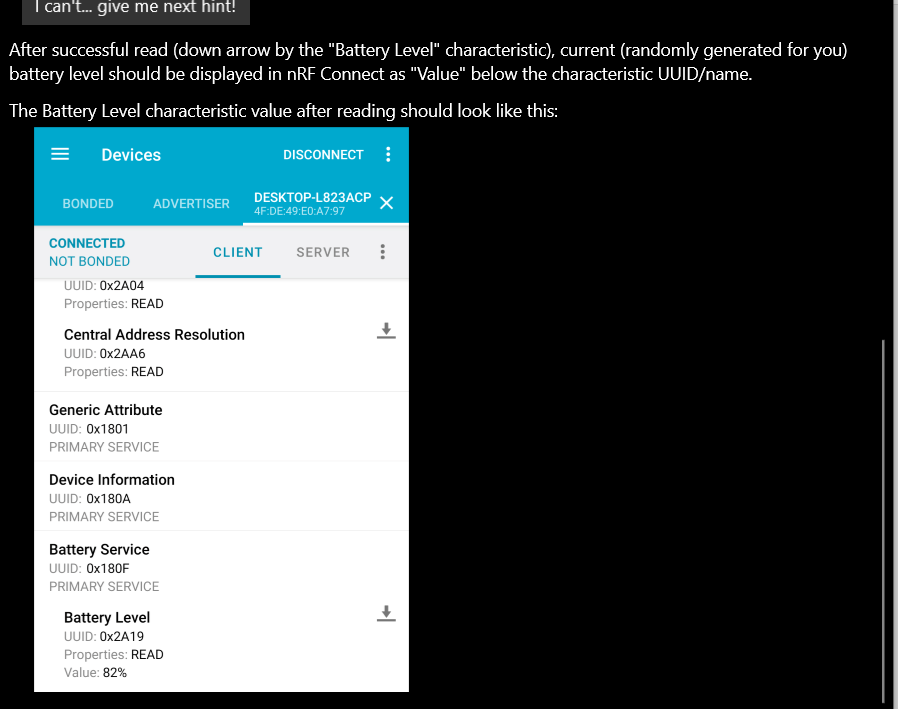 I can't... give me next hint!
After successful read (down arrow by the "Battery Level" characteristic), current (randomly generated for you)
battery level should be displayed in nRF Connect as "Value" below the characteristic UUID/name.
The Battery Level characteristic value after reading should look like this:
Devices
DISCONNECT
BONDED
ADVERTISER
DESKTOP-L823ACP
4F:DE:49:E0:A7:97
CONNECTED
NOT BONDED
CLIENT
SERVER
UUID: 0x2A04
Properties: READ
Central Address Resolution
UUID: 0x2AA6
Properties: READ
Generic Attribute
UUID: 0x1801
PRIMARY SERVICE
Device Information
UUID: 0x180A
PRIMARY SERVICE
Battery Service
UUID: 0x180F
PRIMARY SERVICE
Battery Level
UUID: 0x2A19
Properties: READ
Value: 82%